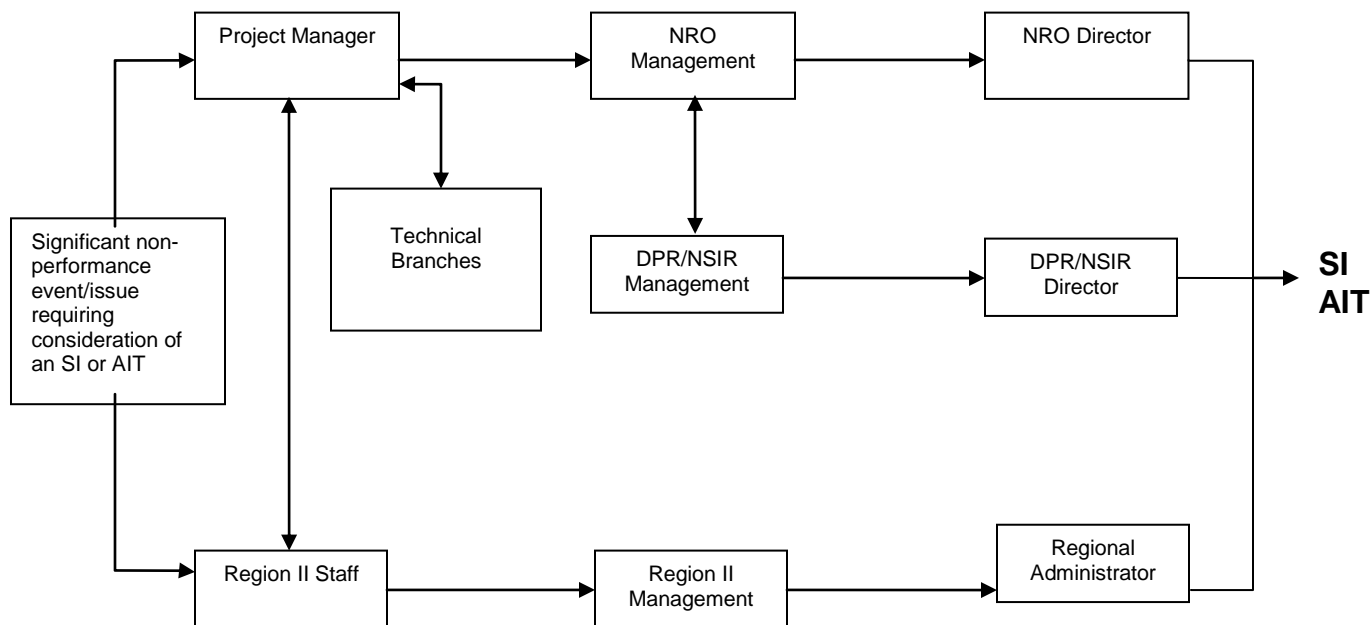 Project Manager
NRO
Management
NRO Director
Significant non-
performance
event/issue
requiring
consideration of
an SI or AIT
Technical
Branches
DPR/NSIR
Management
DPR/NSIR
Director
SI
AIT
Region II Staff
Region II
Management
Regional
Administrator